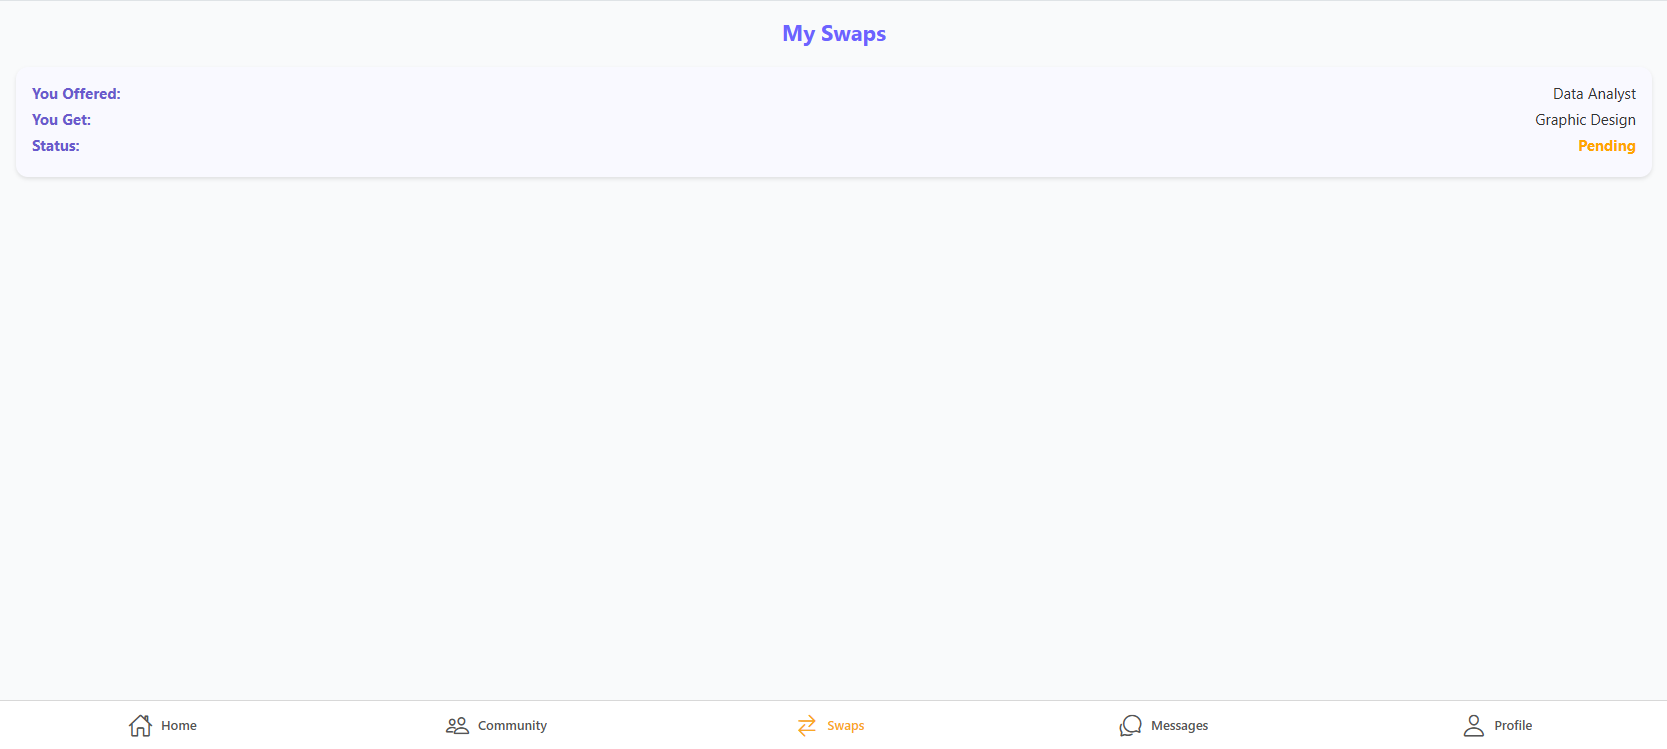 My Swaps
You Offered: Data Analyst
You Get: Graphic Design
Status: Pending
Home Community Swaps Messages Profile